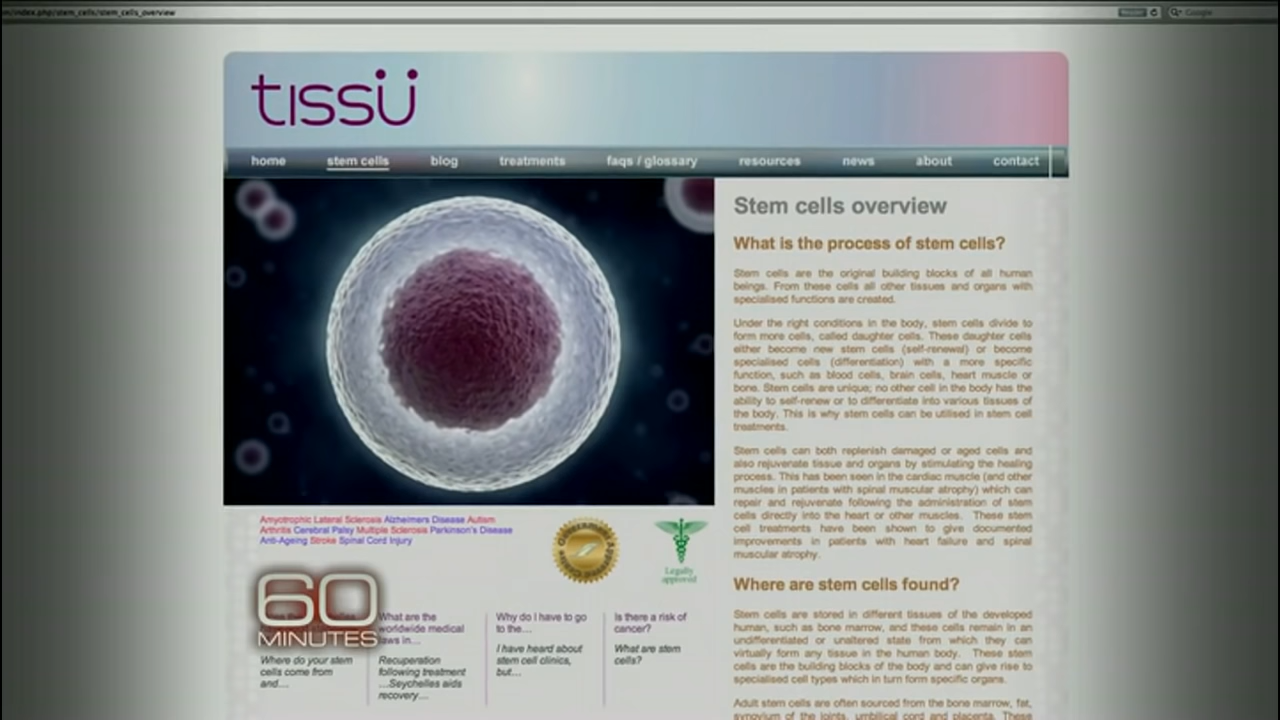 m/index.php/stem_cells/stem_cells_overview
Reader
Google
tissü
home stem cells blog treatments faqs / glossary resources news about contact
Stem cells overview
What is the process of stem cells?
Stem cells are the original building blocks of all human
beings. From these cells all other tissues and organs with
specialised functions are created.
Under the right conditions in the body, stem cells divide to
form more cells, called daughter cells. These daughter cells
either become new stem cells (self-renewal) or become
specialised cells (differentiation) with a more specific
function, such as blood cells, brain cells, heart muscle or
bone. Stem cells are unique; no other cell in the body has the
ability to self-renew or to differentiate into various tissues of
the body. This is why stem cells can be utilised in stem cell
treatments.
Stem cells can both replenish damaged or aged cells and
also rejuvenate tissue and organs by stimulating the healing
process. This has been seen in the cardiac muscle (and other
muscles in patients with spinal muscular atrophy) which can
repair and rejuvenate following the administration of stem
cells directly into the heart or other muscles. These stem
cell treatments have been shown to give documented
improvements in patients with heart failure and spinal
muscular atrophy.
Where are stem cells found?
Stem cells are stored in different tissues of the developed
human, such as bone marrow, and these cells remain in an
undifferentiated or unaltered state from which they can
virtually form any tissue in the human body. These stem
cells are the building blocks of the body and can give rise to
specialised cell types which in turn form specific organs.
Adult stem cells are often sourced from the bone marrow, fat,
synovium of the joints, umbilical cord and placenta. These
Amyotrophic Lateral Sclerosis Alzheimers Disease Autism
Arthritis Cerebral Palsy Multiple Sclerosis Parkinson's Disease
Anti-Ageing Stroke Spinal Cord Injury
Legally
approved
60
MINUTES
Where do your stem
cells come from
and....
What are the
worldwide medical
laws in....
Recuperation
following treatment
...Seychelles aids
recovery....
Why do I have to go
to the....
I have heard about
stem cell clinics,
but....
Is there a risk of
cancer?
What are stem
cells?